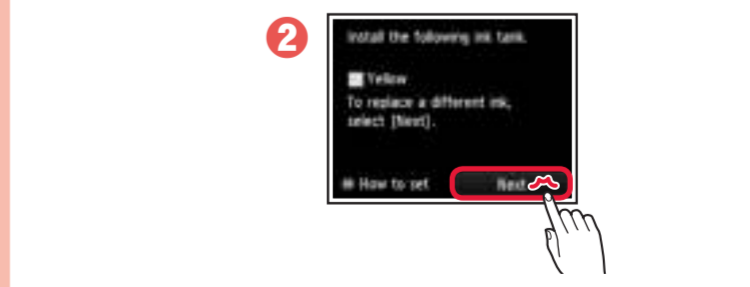 2
Install the following ink tank.
Yellow
To replace a different ink,
select [Next].
# How to set
Next